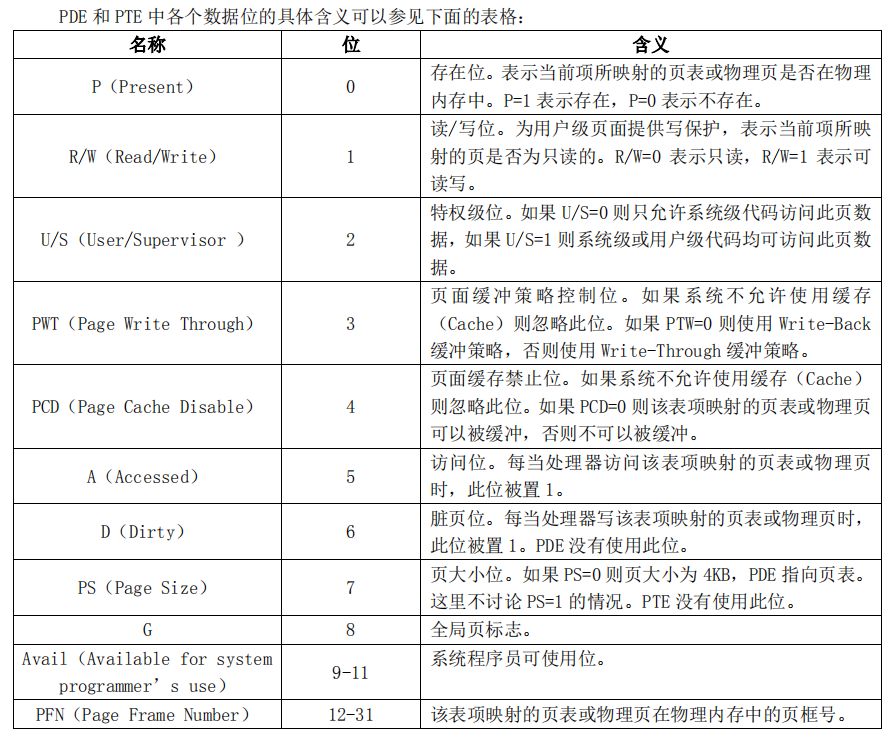 PDE 和 PTE 中各个数据位的具体含义可以参见下面的表格：
名称 位 含义
P（Present） 0 存在位。表示当前项所映射的页表或物理页是否在物理
内存中。P=1 表示存在，P=0 表示不存在。
R/W（Read/Write） 1 读/写位。为用户级页面提供写保护，表示当前项所映
射的页是否为只读的。R/W=0 表示只读，R/W=1 表示可
读写。
U/S（User/Supervisor ） 2 特权级位。如果 U/S=0 则只允许系统级代码访问此页数
据，如果 U/S=1 则系统级或用户级代码均可访问此页数
据。
PWT（Page Write Through） 3 页面缓冲策略控制位。如果系统不允许使用缓存
（Cache）则忽略此位。如果 PTW=0 则使用 Write-Back
缓冲策略，否则使用 Write-Through 缓冲策略。
PCD（Page Cache Disable） 4 页面缓存禁止位。如果系统不允许使用缓存（Cache）
则忽略此位。如果 PCD=0 则该表项映射的页表或物理页
可以被缓冲，否则不可以被缓冲。
A（Accessed） 5 访问位。每当处理器访问该表项映射的页表或物理页
时，此位被置 1。
D（Dirty） 6 脏页位。每当处理器写该表项映射的页表或物理页时，
此位被置 1。PDE 没有使用此位。
PS（Page Size） 7 页大小位。如果 PS=0 则页大小为 4KB，PDE 指向页表。
这里不讨论 PS=1 的情况。PTE 没有使用此位。
G 8 全局页标志。
Avail（Available for system
programmer's use） 9-11 系统程序员可使用位。
PFN（Page Frame Number） 12-31 该表项映射的页表或物理页在物理内存中的页框号。